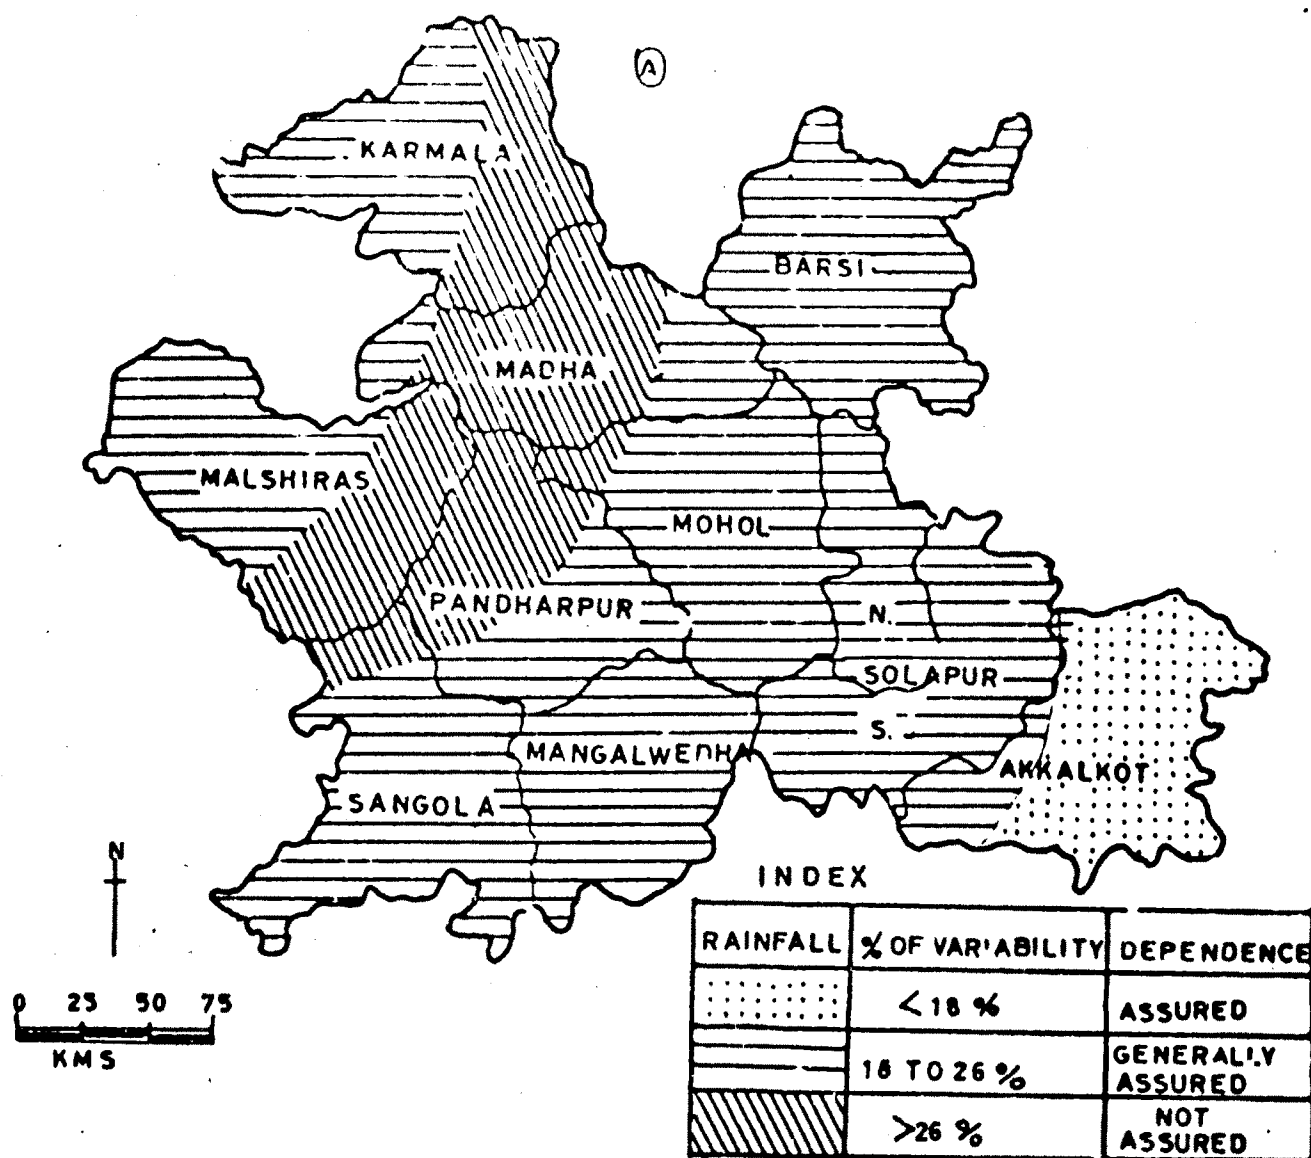 A
KARMALA
BARSI
MADHA
MALSHIRAS
MOHOL
PANDHARPUR
N.
SOLAPUR
S.
MANGALWEDHA
AKKALKOT
SANGOLA
N
0 25 50 75
KMS
INDEX
RAINFALL % OF VARIABILITY DEPENDENCE
<18 % ASSURED
18 TO 26 % GENERALLY ASSURED
>26 % NOT ASSURED